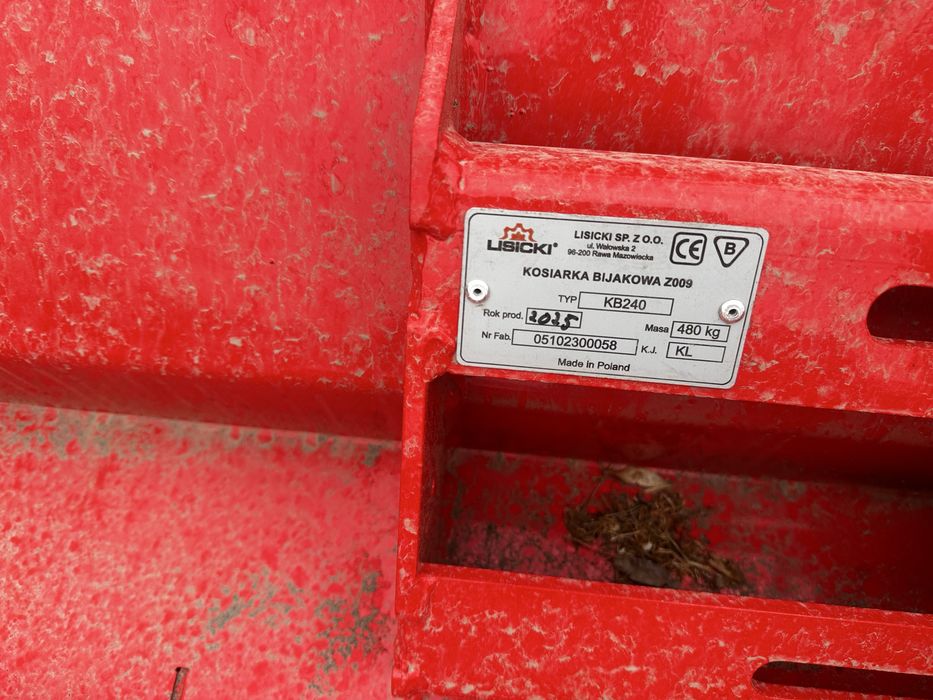 LISICKI®
LISICKI SP. Z O.O.
ul. Wałowska 2
96-200 Rawa Mazowiecka
CE
B
KOSIARKA BIJAKOWA Z009
TYP KB240
Rok prod. 2025
Masa 480 kg
Nr Fab. 05102300058
K.J. KL
Made in Poland